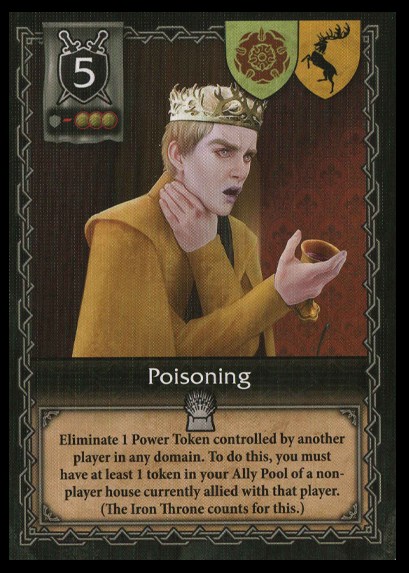 5
Poisoning
Eliminate 1 Power Token controlled by another
player in any domain. To do this, you must
have at least 1 token in your Ally Pool of a non-
player house currently allied with that player.
(The Iron Throne counts for this.)